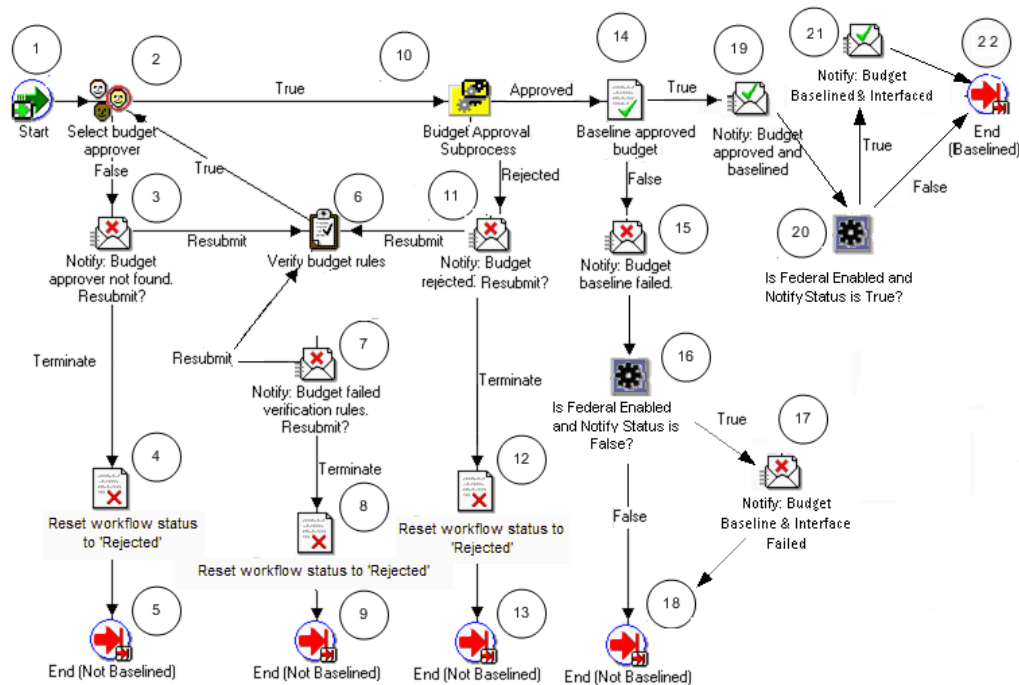 1
2
10
14
19
21
22
Start
Select budget
approver
True
Budget Approval
Subprocess
Approved
Baseline approved
budget
True
Notify: Budget
approved and
baselined
Notify: Budget
Baselined & Interfaced
End
(Baselined)
False
3
True
6
Rejected
11
False
15
True
False
20
Notify: Budget
approver not found.
Resubmit?
Resubmit
Verify budget rules
Resubmit
Notify: Budget
rejected. Resubmit?
Notify: Budget
baseline failed.
Is Federal Enabled and
Notify Status is True?
Terminate
Resubmit
7
Notify: Budget failed
verification rules.
Resubmit?
Terminate
16
Is Federal Enabled
and Notify Status is
False?
True
17
4
Terminate
8
12
Notify: Budget
Baseline & Interface
Failed
Reset workflow status
to 'Rejected'
Reset workflow status to 'Rejected'
Reset workflow status to
'Rejected'
False
5
9
13
18
End (Not Baselined)
End (Not Baselined)
End (Not Baselined)
End (Not Baselined)